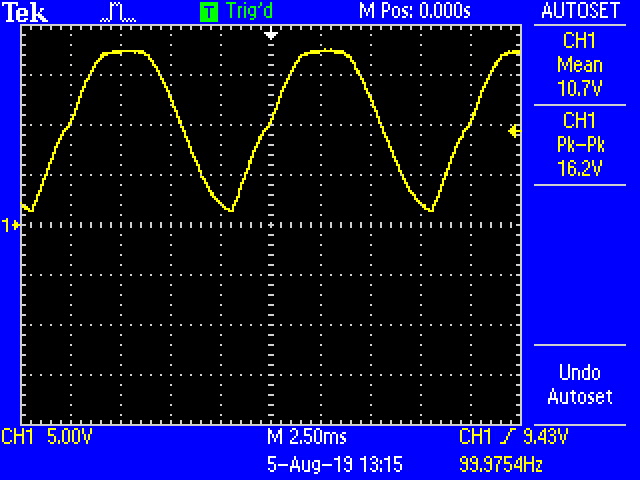 Tek T Trig'd M Pos: 0.000s AUTOSET
CH1
Mean
10.7V
CH1
Pk-Pk
16.2V
1
Undo
Autoset
CH1 5.00V M 2.50ms CH1 9.43V
5-Aug-19 13:15 99.9754Hz